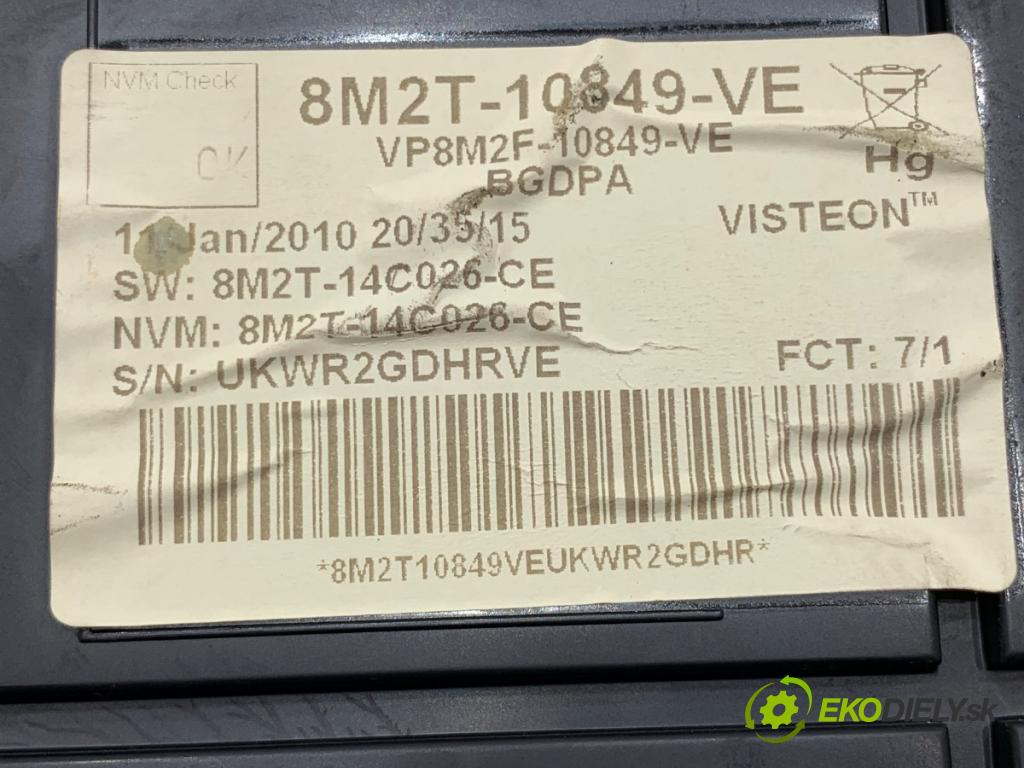 NVM Check
OK
8M2T-10849-VE
VP8M2F-10849-VE
BGDPA
Hg
VISTEON™
11/Jan/2010 20/35/15
SW: 8M2T-14C026-CE
NVM: 8M2T-14C026-CE
S/N: UKWR2GDHRVE
FCT: 7/1
*8M2T10849VEUKWR2GDHR*
EKODIELY.sk